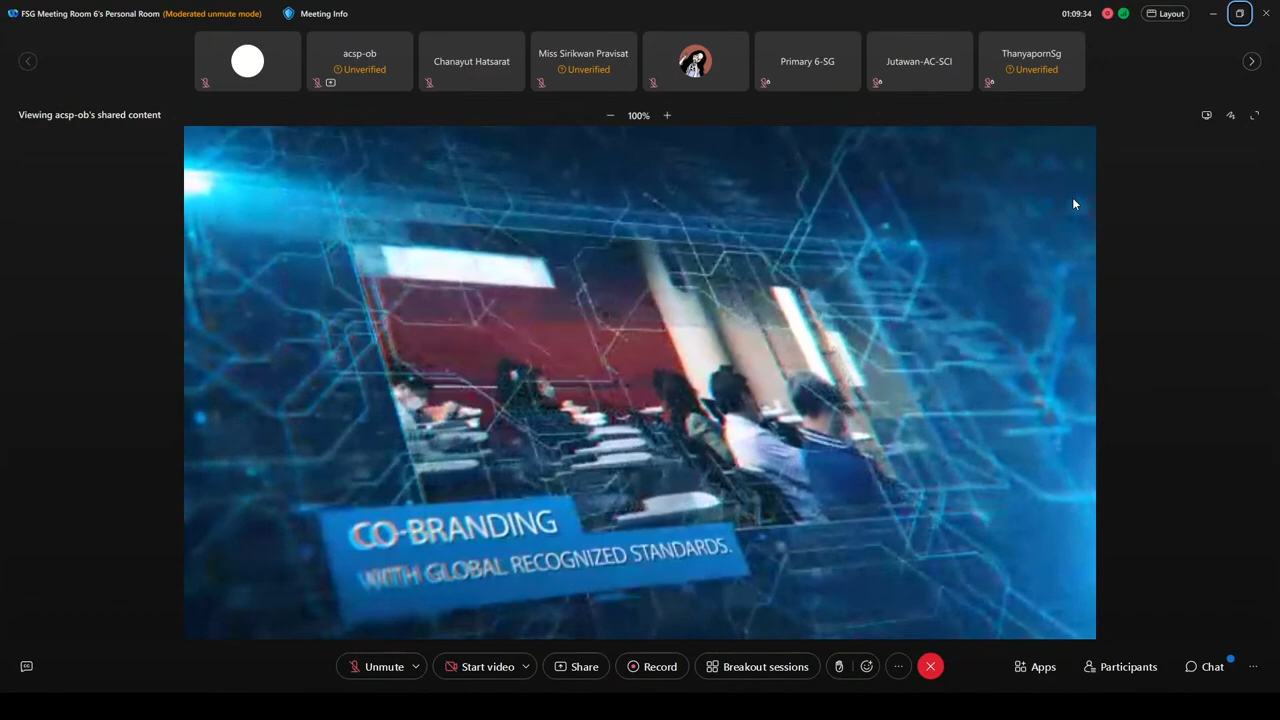 FSG Meeting Room 6's Personal Room (Moderated unmute mode)
Meeting Info
01:09:34
Layout
acsp-ob
Unverified
Chanayut Hatsarat
Miss Sirikwan Pravisat
Unverified
Primary 6-SG
Jutawan-AC-SCI
ThanyapornSg
Unverified
Viewing acsp-ob's shared content
100%
CO-BRANDING
WITH GLOBAL RECOGNIZED STANDARDS.
Unmute
Start video
Share
Record
Breakout sessions
Apps
Participants
Chat